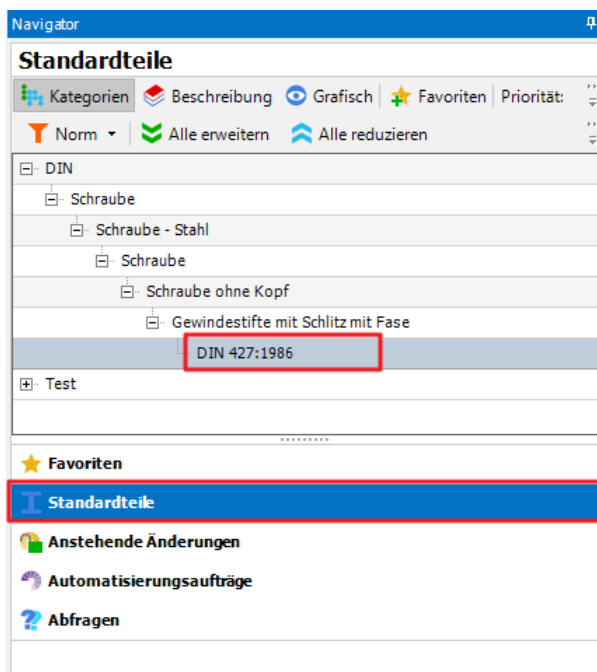 Navigator
Standardteile
Kategorien Beschreibung Grafisch Favoriten Priorität:
Norm Alle erweitern Alle reduzieren
DIN
Schraube
Schraube - Stahl
Schraube
Schraube ohne Kopf
Gewindestifte mit Schlitz mit Fase
DIN 427:1986
Test
Favoriten
Standardteile
Anstehende Änderungen
Automatisierungsaufträge
Abfragen